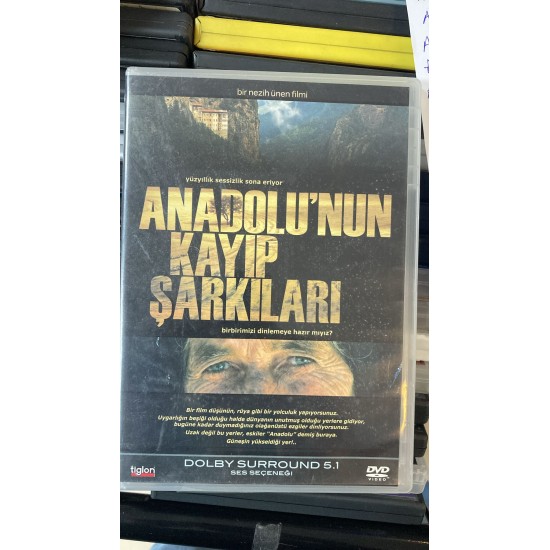 bir nezih ünen filmi
yüzyıllık sessizlik sona eriyor
ANADOLU'NUN
KAYIP
ŞARKILARI
birbirimizi dinlemeye hazır mıyız?
Bir film düşünün, rüya gibi bir yolculuk yapıyorsunuz.
Uygarlığın beşiği olduğu halde dünyanın unutmuş olduğu yerlere gidiyor,
bugüne kadar duymadığınız olağanüstü ezgiler dinliyorsunuz.
Uzak değil bu yerler, eskiler "Anadolu" demiş buraya.
Güneşin yükseldiği yer!..
DOLBY SURROUND 5.1
SES SEÇENEĞİ
tiglon
DVD
VIDEO